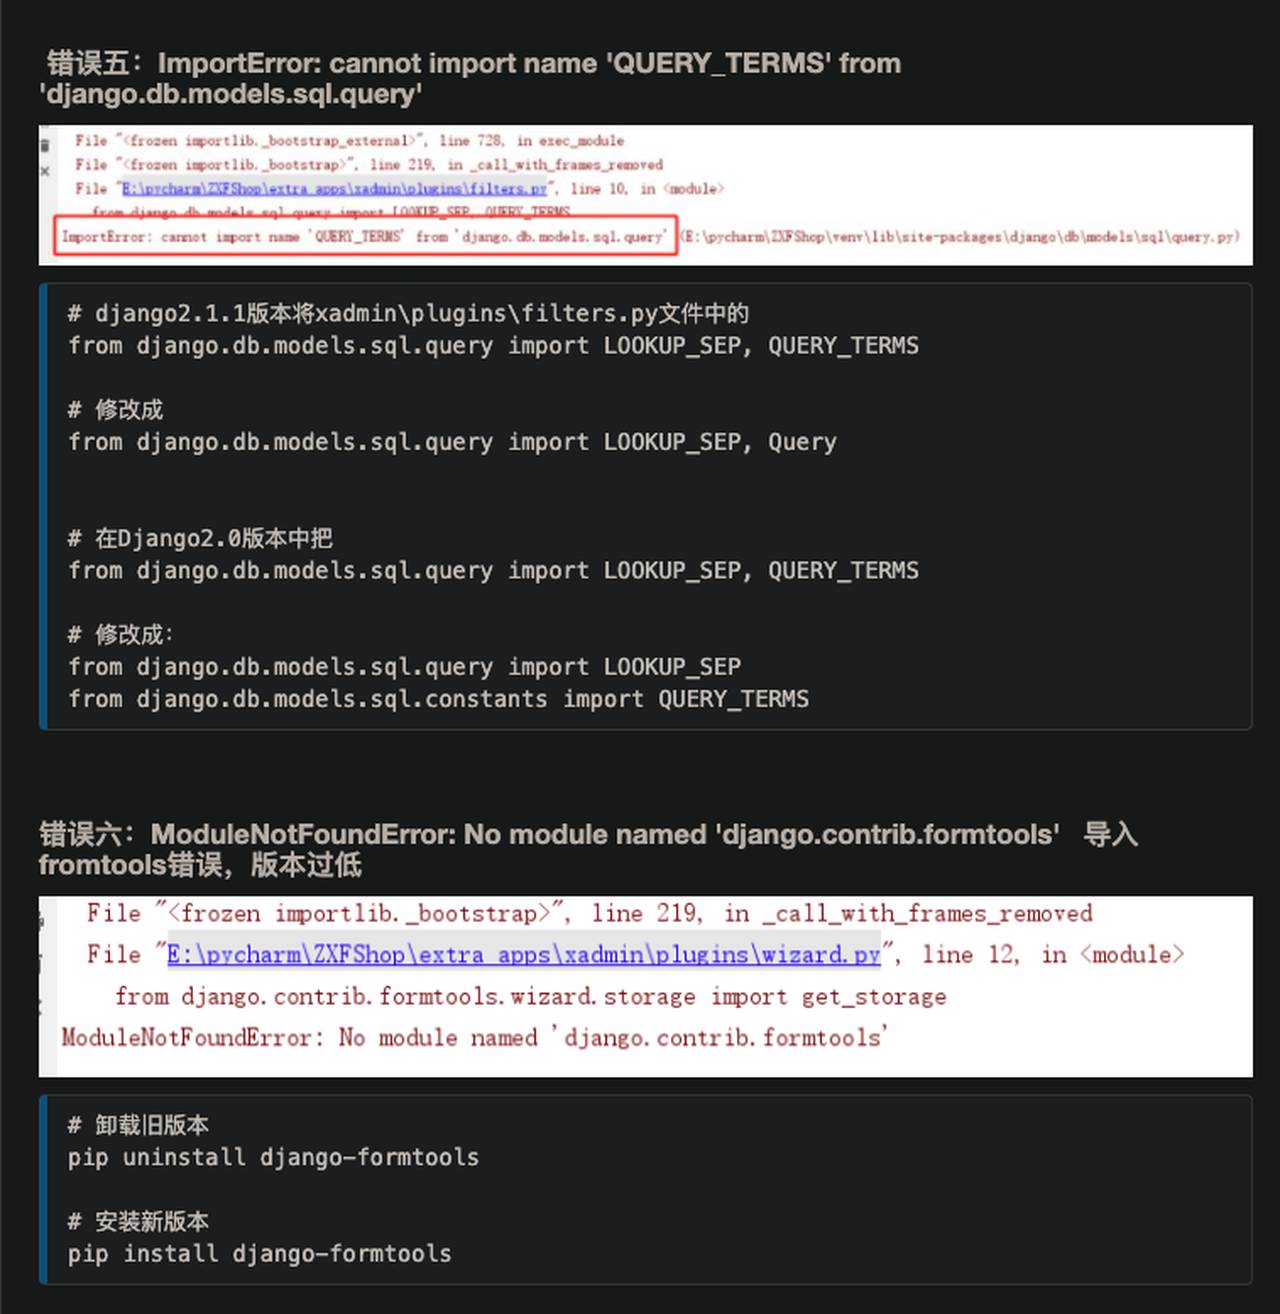 错误五：ImportError: cannot import name 'QUERY_TERMS' from
'django.db.models.sql.query'
File "<frozen importlib._bootstrap_external>", line 728, in exec_module
File "<frozen importlib._bootstrap>", line 219, in _call_with_frames_removed
File "E:\pycharm\ZXFShop\extra_apps\xadmin\plugins\filters.py", line 10, in <module>
from django.db.models.sql.query import LOOKUP_SEP, QUERY_TERMS
ImportError: cannot import name 'QUERY_TERMS' from 'django.db.models.sql.query' (E:\pycharm\ZXFShop\venv\lib\site-packages\django\db\models\sql\query.py)
# django2.1.1版本将xadmin\plugins\filters.py文件中的
from django.db.models.sql.query import LOOKUP_SEP, QUERY_TERMS
# 修改成
from django.db.models.sql.query import LOOKUP_SEP, Query
# 在Django2.0版本中把
from django.db.models.sql.query import LOOKUP_SEP, QUERY_TERMS
# 修改成：
from django.db.models.sql.query import LOOKUP_SEP
from django.db.models.sql.constants import QUERY_TERMS
错误六：ModuleNotFoundError: No module named 'django.contrib.formtools' 导入
fromtools错误，版本过低
File "<frozen importlib._bootstrap>", line 219, in _call_with_frames_removed
File "E:\pycharm\ZXFShop\extra_apps\xadmin\plugins\wizard.py", line 12, in <module>
from django.contrib.formtools.wizard.storage import get_storage
ModuleNotFoundError: No module named 'django.contrib.formtools'
# 卸载旧版本
pip uninstall django-formtools
# 安装新版本
pip install django-formtools